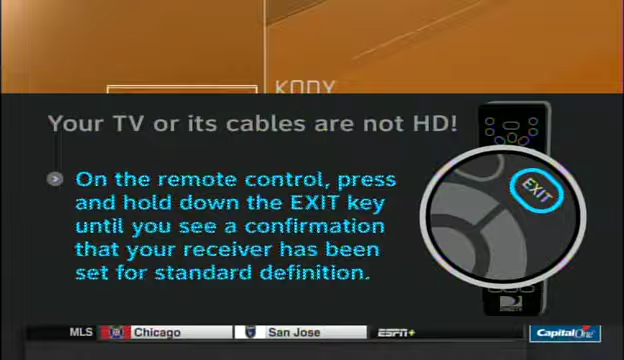 KODY
Your TV or its cables are not HD!
On the remote control, press
and hold down the EXIT key
until you see a confirmation
that your receiver has been
set for standard definition.
EXIT
DIRECTV
MLS Chicago San Jose ESPN+ Capital One